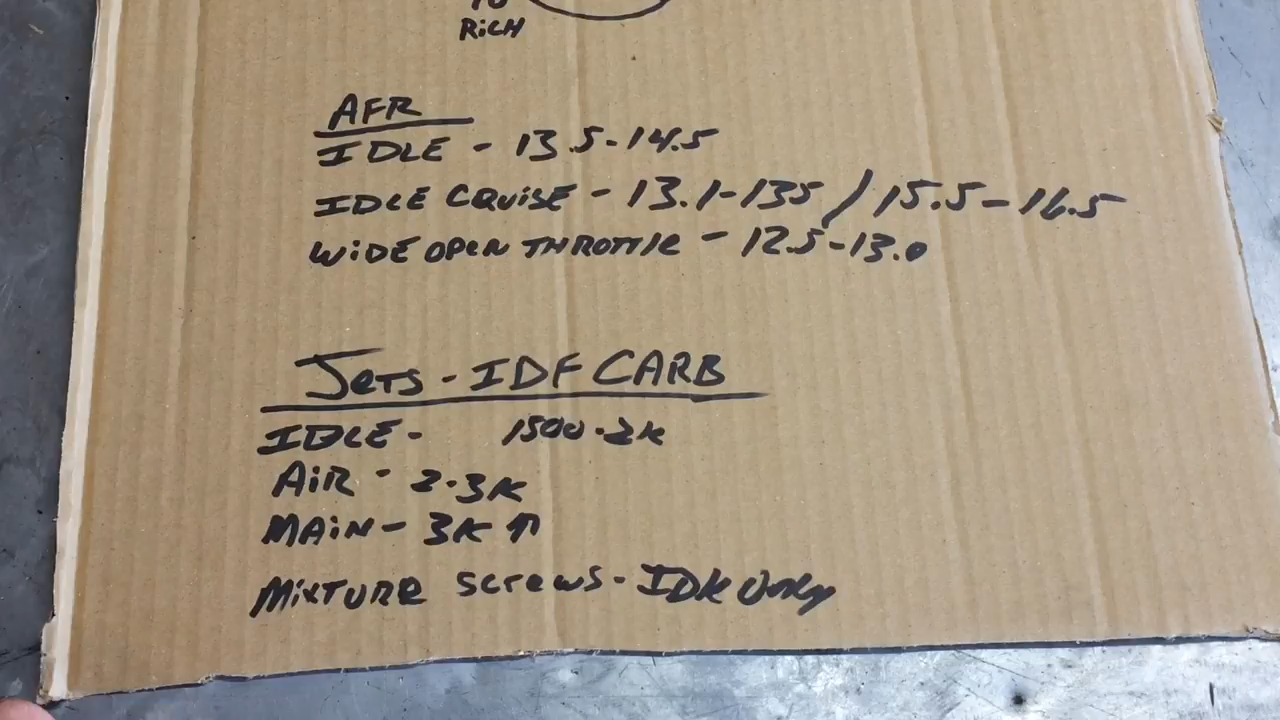 RiCH
AFR
IDLE - 13.5-14.5
IDLE CRUISE - 13.1-135 / 15.5-16.5
WiDE OPEN THROTTLE - 12.5-13.0
Jets - IDF CARB
IDLE - 1500-2K
AiR - 2-3K
MAiN - 3K ↑
MiXTURE SCREWS - only